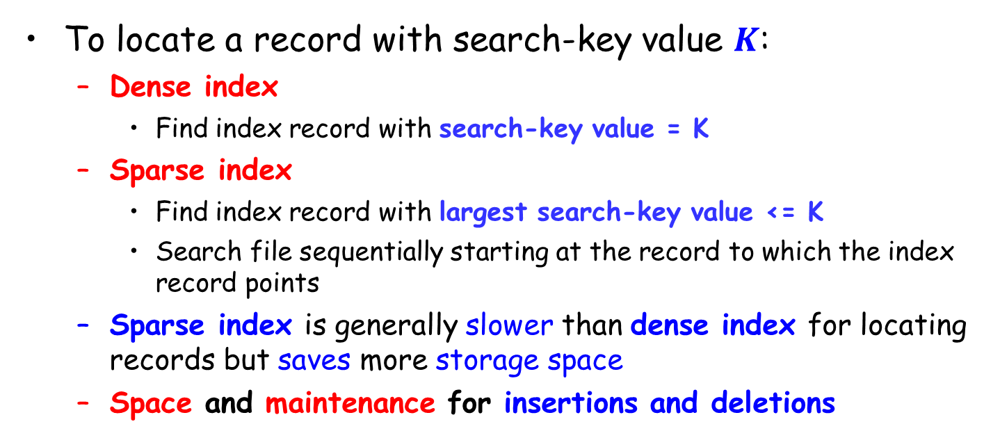 • To locate a record with search-key value K:
– Dense index
• Find index record with search-key value = K
– Sparse index
• Find index record with largest search-key value <= K
• Search file sequentially starting at the record to which the index
record points
– Sparse index is generally slower than dense index for locating
records but saves more storage space
– Space and maintenance for insertions and deletions